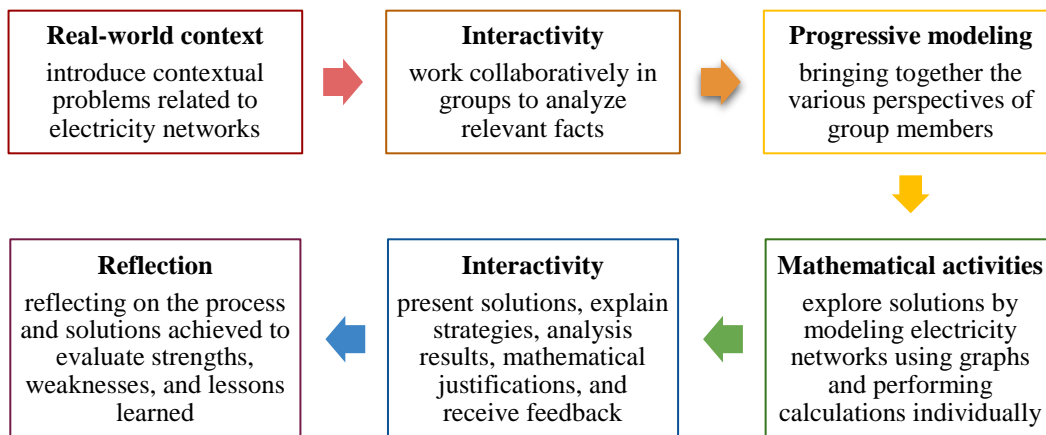 Real-world context
introduce contextual
problems related to
electricity networks
Interactivity
work collaboratively in
groups to analyze
relevant facts
Progressive modeling
bringing together the
various perspectives of
group members
Mathematical activities
explore solutions by
modeling electricity
networks using graphs
and performing
calculations individually
Interactivity
present solutions, explain
strategies, analysis
results, mathematical
justifications, and
receive feedback
Reflection
reflecting on the process
and solutions achieved to
evaluate strengths,
weaknesses, and lessons
learned